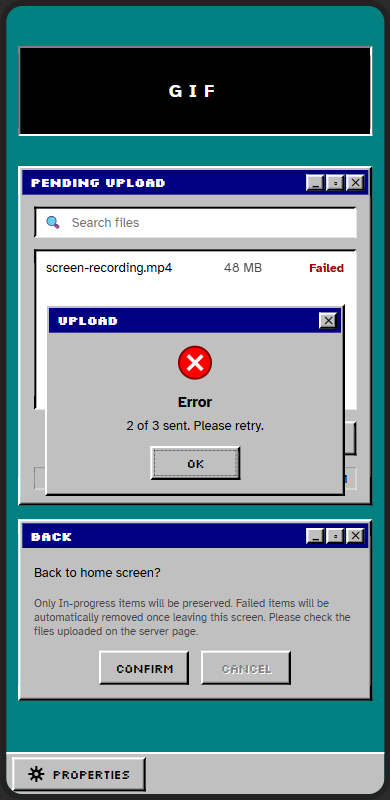 GIF
PENDING UPLOAD
Search files
screen-recording.mp4 48 MB Failed
UPLOAD
Error
2 of 3 sent. Please retry.
OK
BACK
Back to home screen?
Only In-progress items will be preserved. Failed items will be
automatically removed once leaving this screen. Please check the
files uploaded on the server page.
CONFIRM CANCEL
PROPERTIES